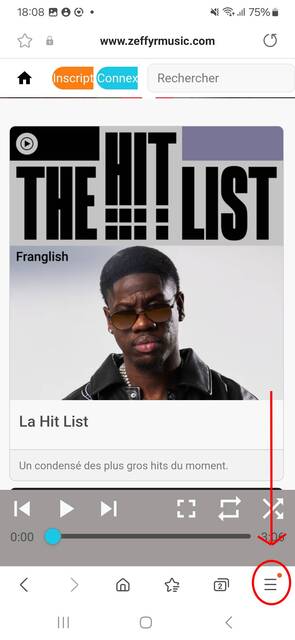 18:08 75%
www.zeffyrmusic.com
Inscript Connex Rechercher
THE HIT LIST
Franglish
La Hit List
Un condensé des plus gros hits du moment.
0:00 3:06
2